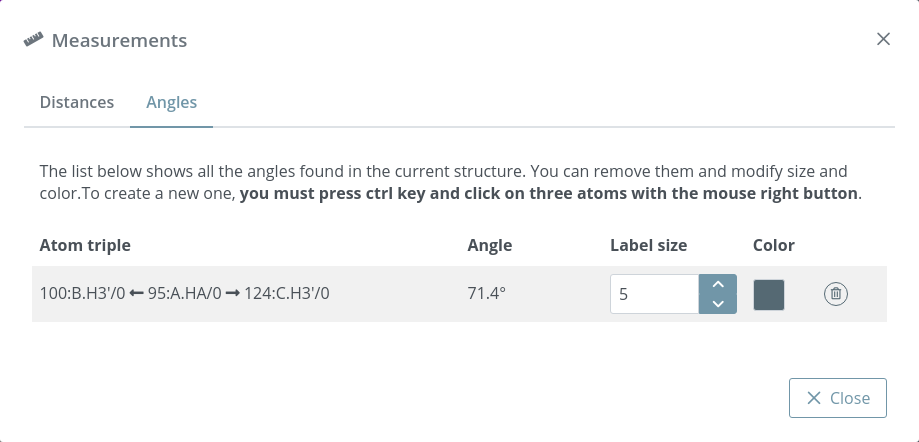 Measurements
Distances
Angles
The list below shows all the angles found in the current structure. You can remove them and modify size and
color.To create a new one, you must press ctrl key and click on three atoms with the mouse right button.
Atom triple Angle Label size Color
100:B.H3'/0 ← 95:A.HA/0 → 124:C.H3'/0 71.4° 5
Close